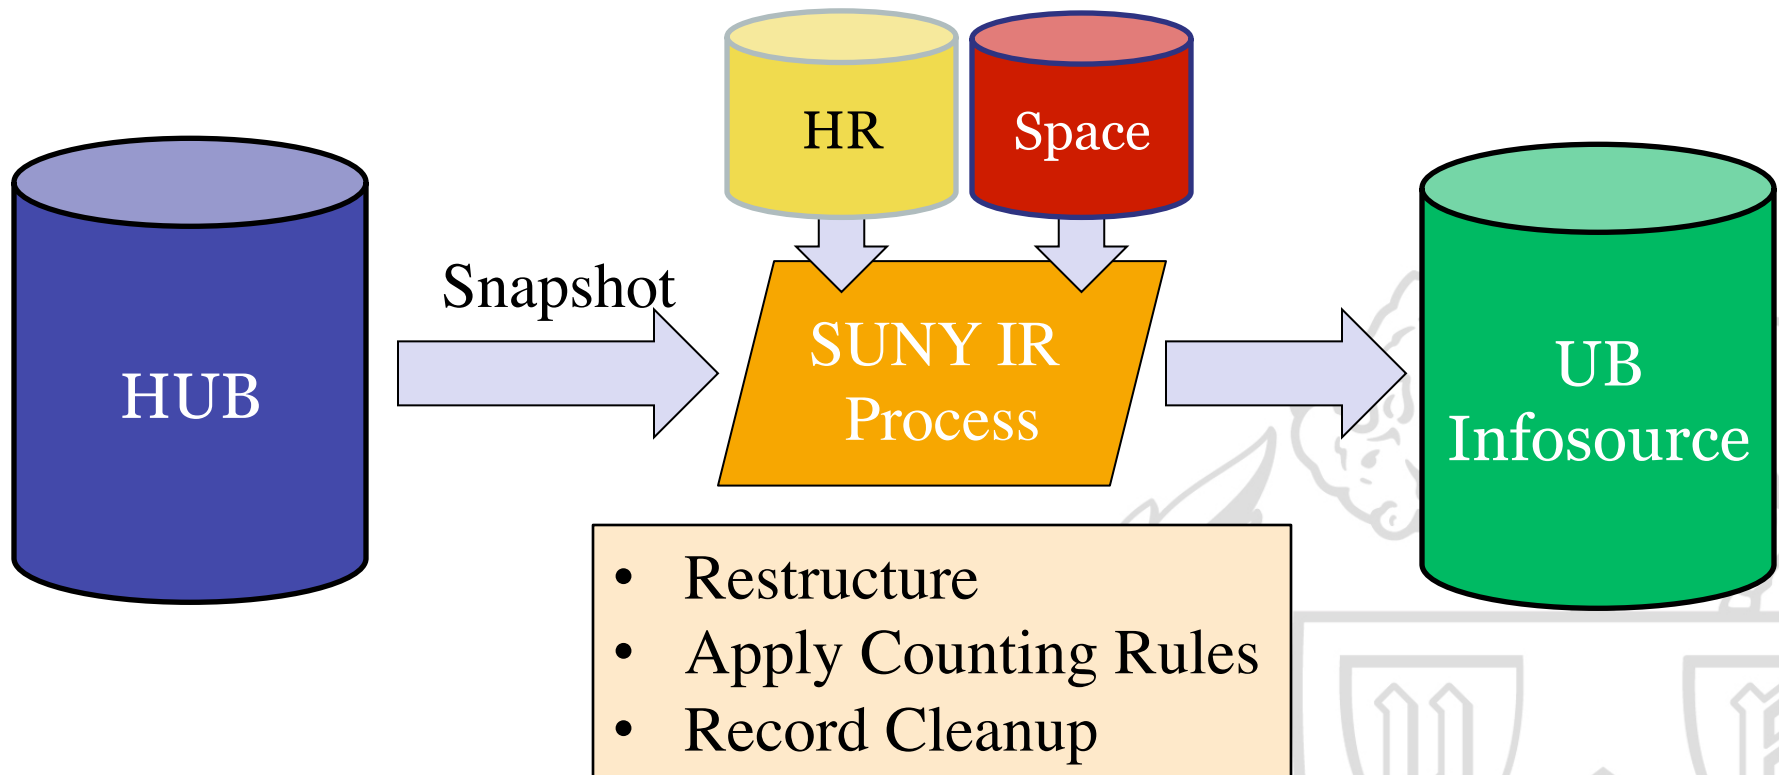 HR
Space
Snapshot
HUB
SUNY IR
Process
UB
Infosource
• Restructure
• Apply Counting Rules
• Record Cleanup